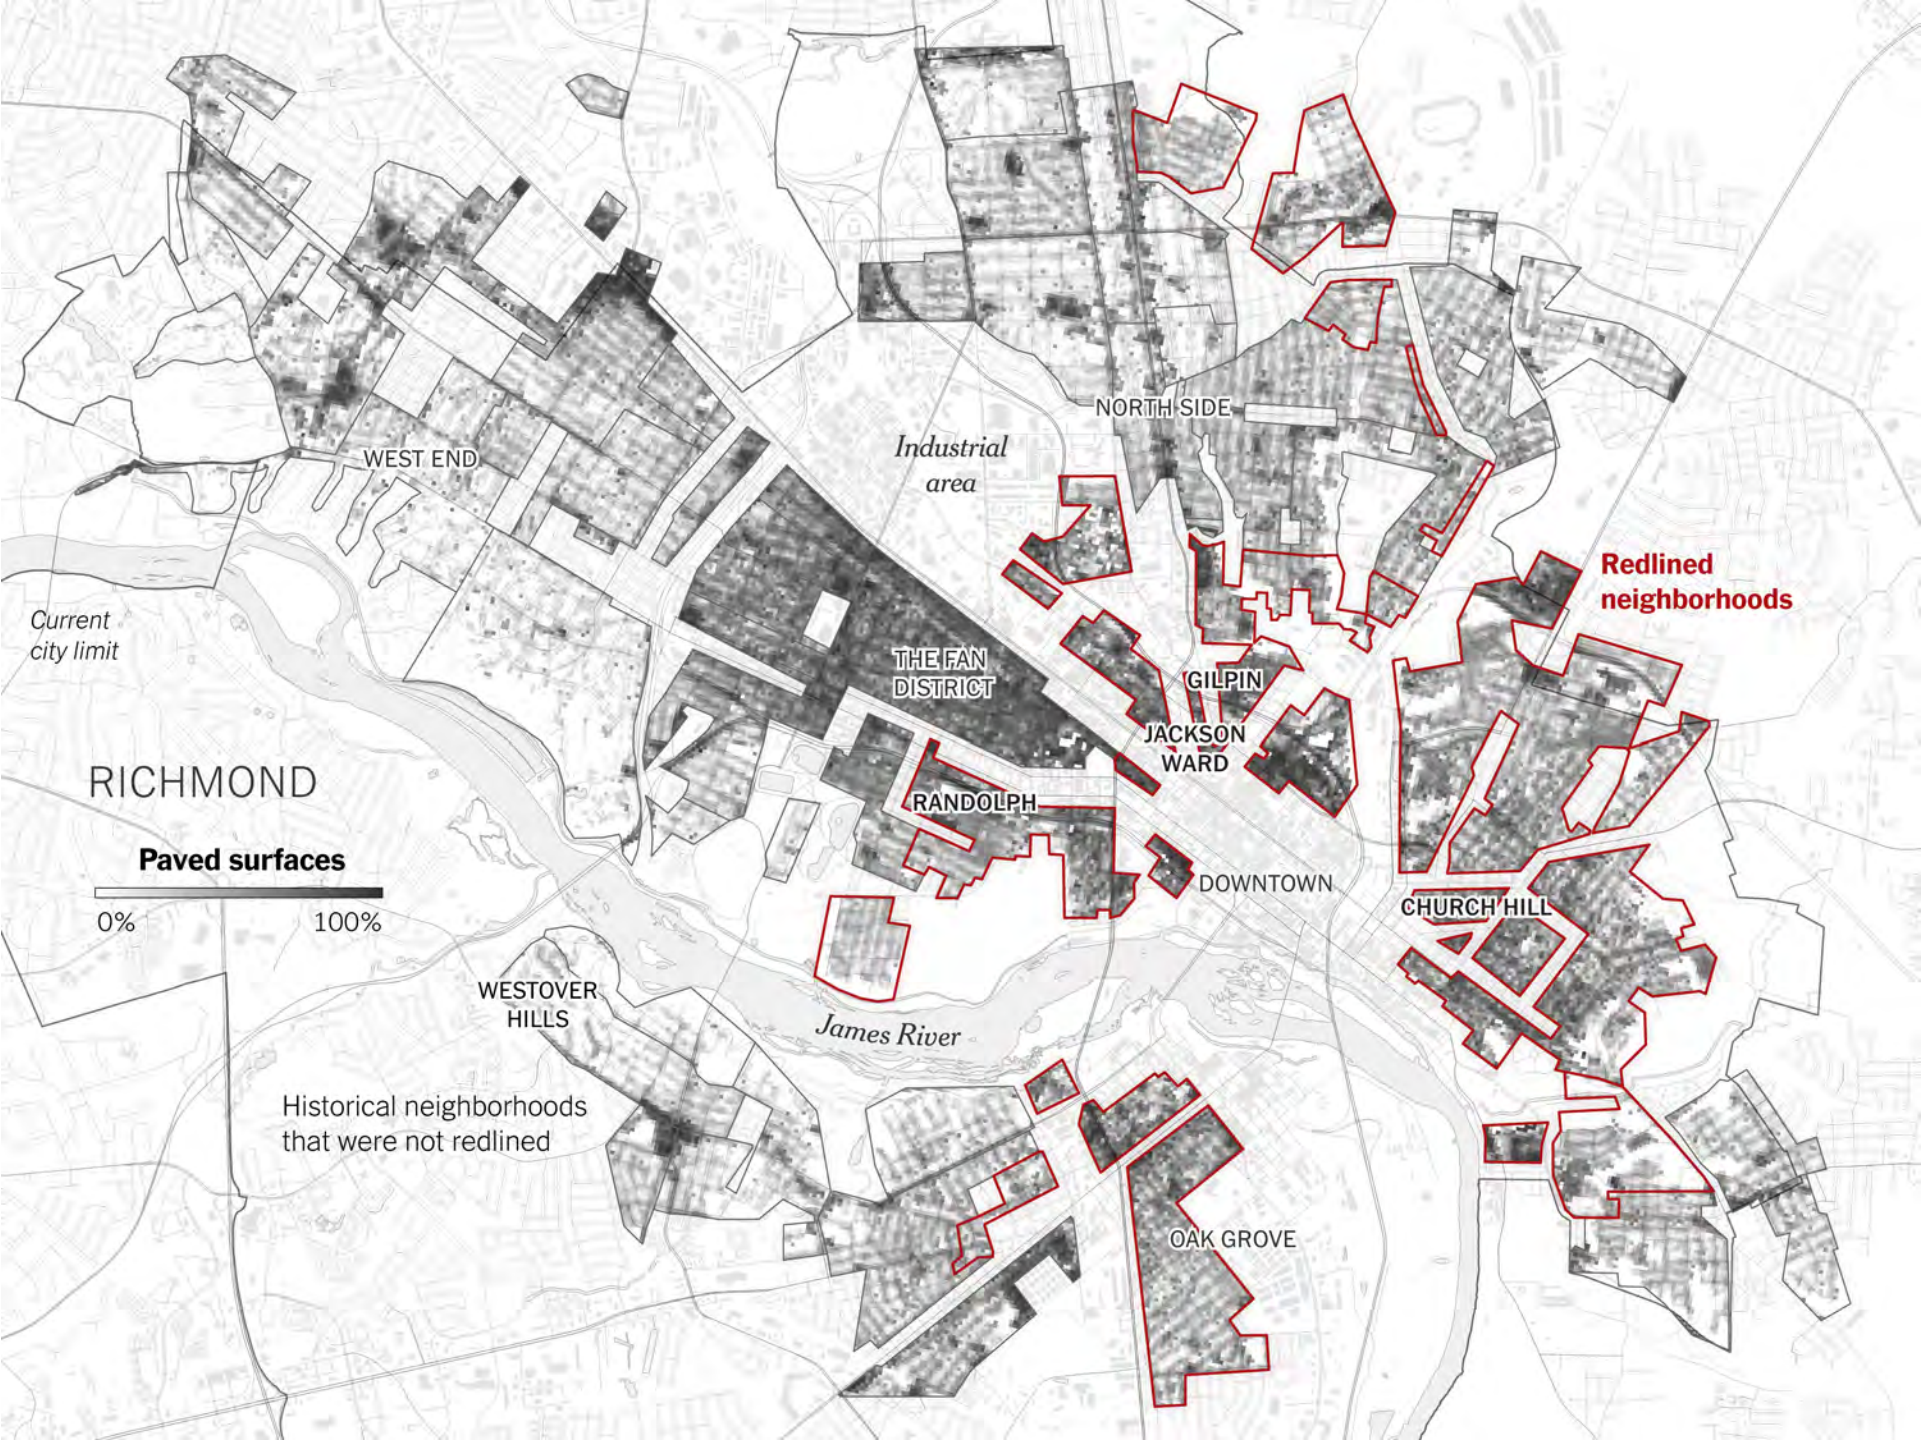 NORTH SIDE
Industrial
area
WEST END
Redlined
neighborhoods
Current
city limit
THE FAN
DISTRICT
GILPIN
JACKSON
WARD
RICHMOND
RANDOLPH
Paved surfaces
0%
100%
DOWNTOWN
CHURCH HILL
WESTOVER
HILLS
James River
Historical neighborhoods
that were not redlined
OAK GROVE